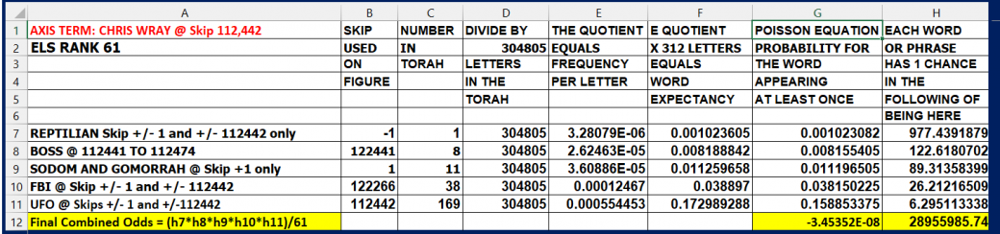 A B C D E F G H
1 AXIS TERM: CHRIS WRAY @ Skip 112,442 SKIP NUMBER DIVIDE BY THE QUOTIENT E QUOTIENT POISSON EQUATION EACH WORD
2 ELS RANK 61 USED IN 304805 EQUALS X 312 LETTERS PROBABILITY FOR OR PHRASE
3 ON TORAH LETTERS FREQUENCY EQUALS THE WORD HAS 1 CHANCE
4 FIGURE IN THE PER LETTER WORD APPEARING IN THE
5 TORAH EXPECTANCY AT LEAST ONCE FOLLOWING OF
6 BEING HERE
7 REPTILIAN Skip +/- 1 and +/- 112442 only -1 1 304805 3.28079E-06 0.001023605 0.001023082 977.4391879
8 BOSS @ 112441 TO 112474 122441 8 304805 2.62463E-05 0.008188842 0.008155405 122.6180702
9 SODOM AND GOMORRAH @ Skip +1 only 1 11 304805 3.60886E-05 0.011259658 0.011196505 89.31358399
10 FBI @ Skip +/- 1 and +/- 112442 122266 38 304805 0.00012467 0.038897 0.038150225 26.21216509
11 UFO @ Skips +/- 1 and +/-112442 112442 169 304805 0.000554453 0.172989288 0.158853375 6.295113338
12 Final Combined Odds = (h7*h8*h9*h10*h11)/61 -3.45352E-08 28955985.74